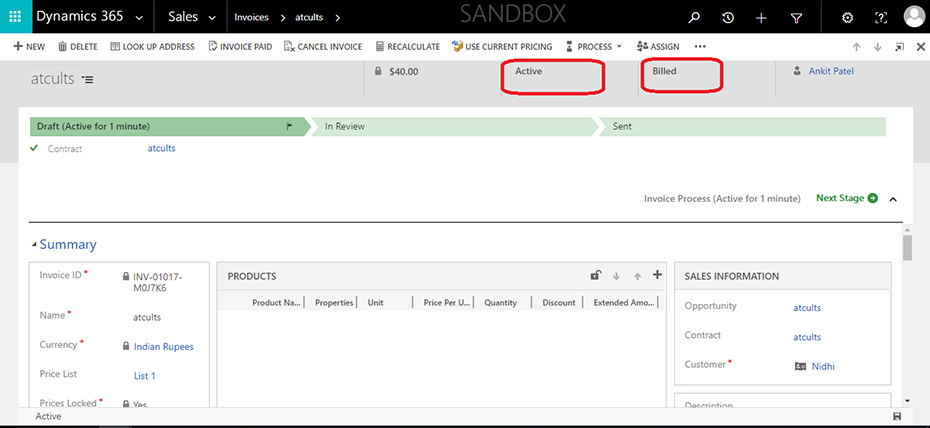 Dynamics 365 Sales Invoices > atcults SANDBOX
NEW DELETE LOOK UP ADDRESS INVOICE PAID CANCEL INVOICE RECALCULATE USE CURRENT PRICING PROCESS ASSIGN •••
atcults $40.00 Active Billed Ankit Patel
Draft (Active for 1 minute) In Review Sent
Contract atcults
Invoice Process (Active for 1 minute) Next Stage
Summary
Invoice ID * INV-01017-M0J7K6
Name * atcults
Currency * Indian Rupees
Price List List 1
Prices Locked * Yes
PRODUCTS
Product Na... Properties Unit Price Per U... Quantity Discount Extended Amo...
SALES INFORMATION
Opportunity atcults
Contract atcults
Customer * Nidhi
Description
Active